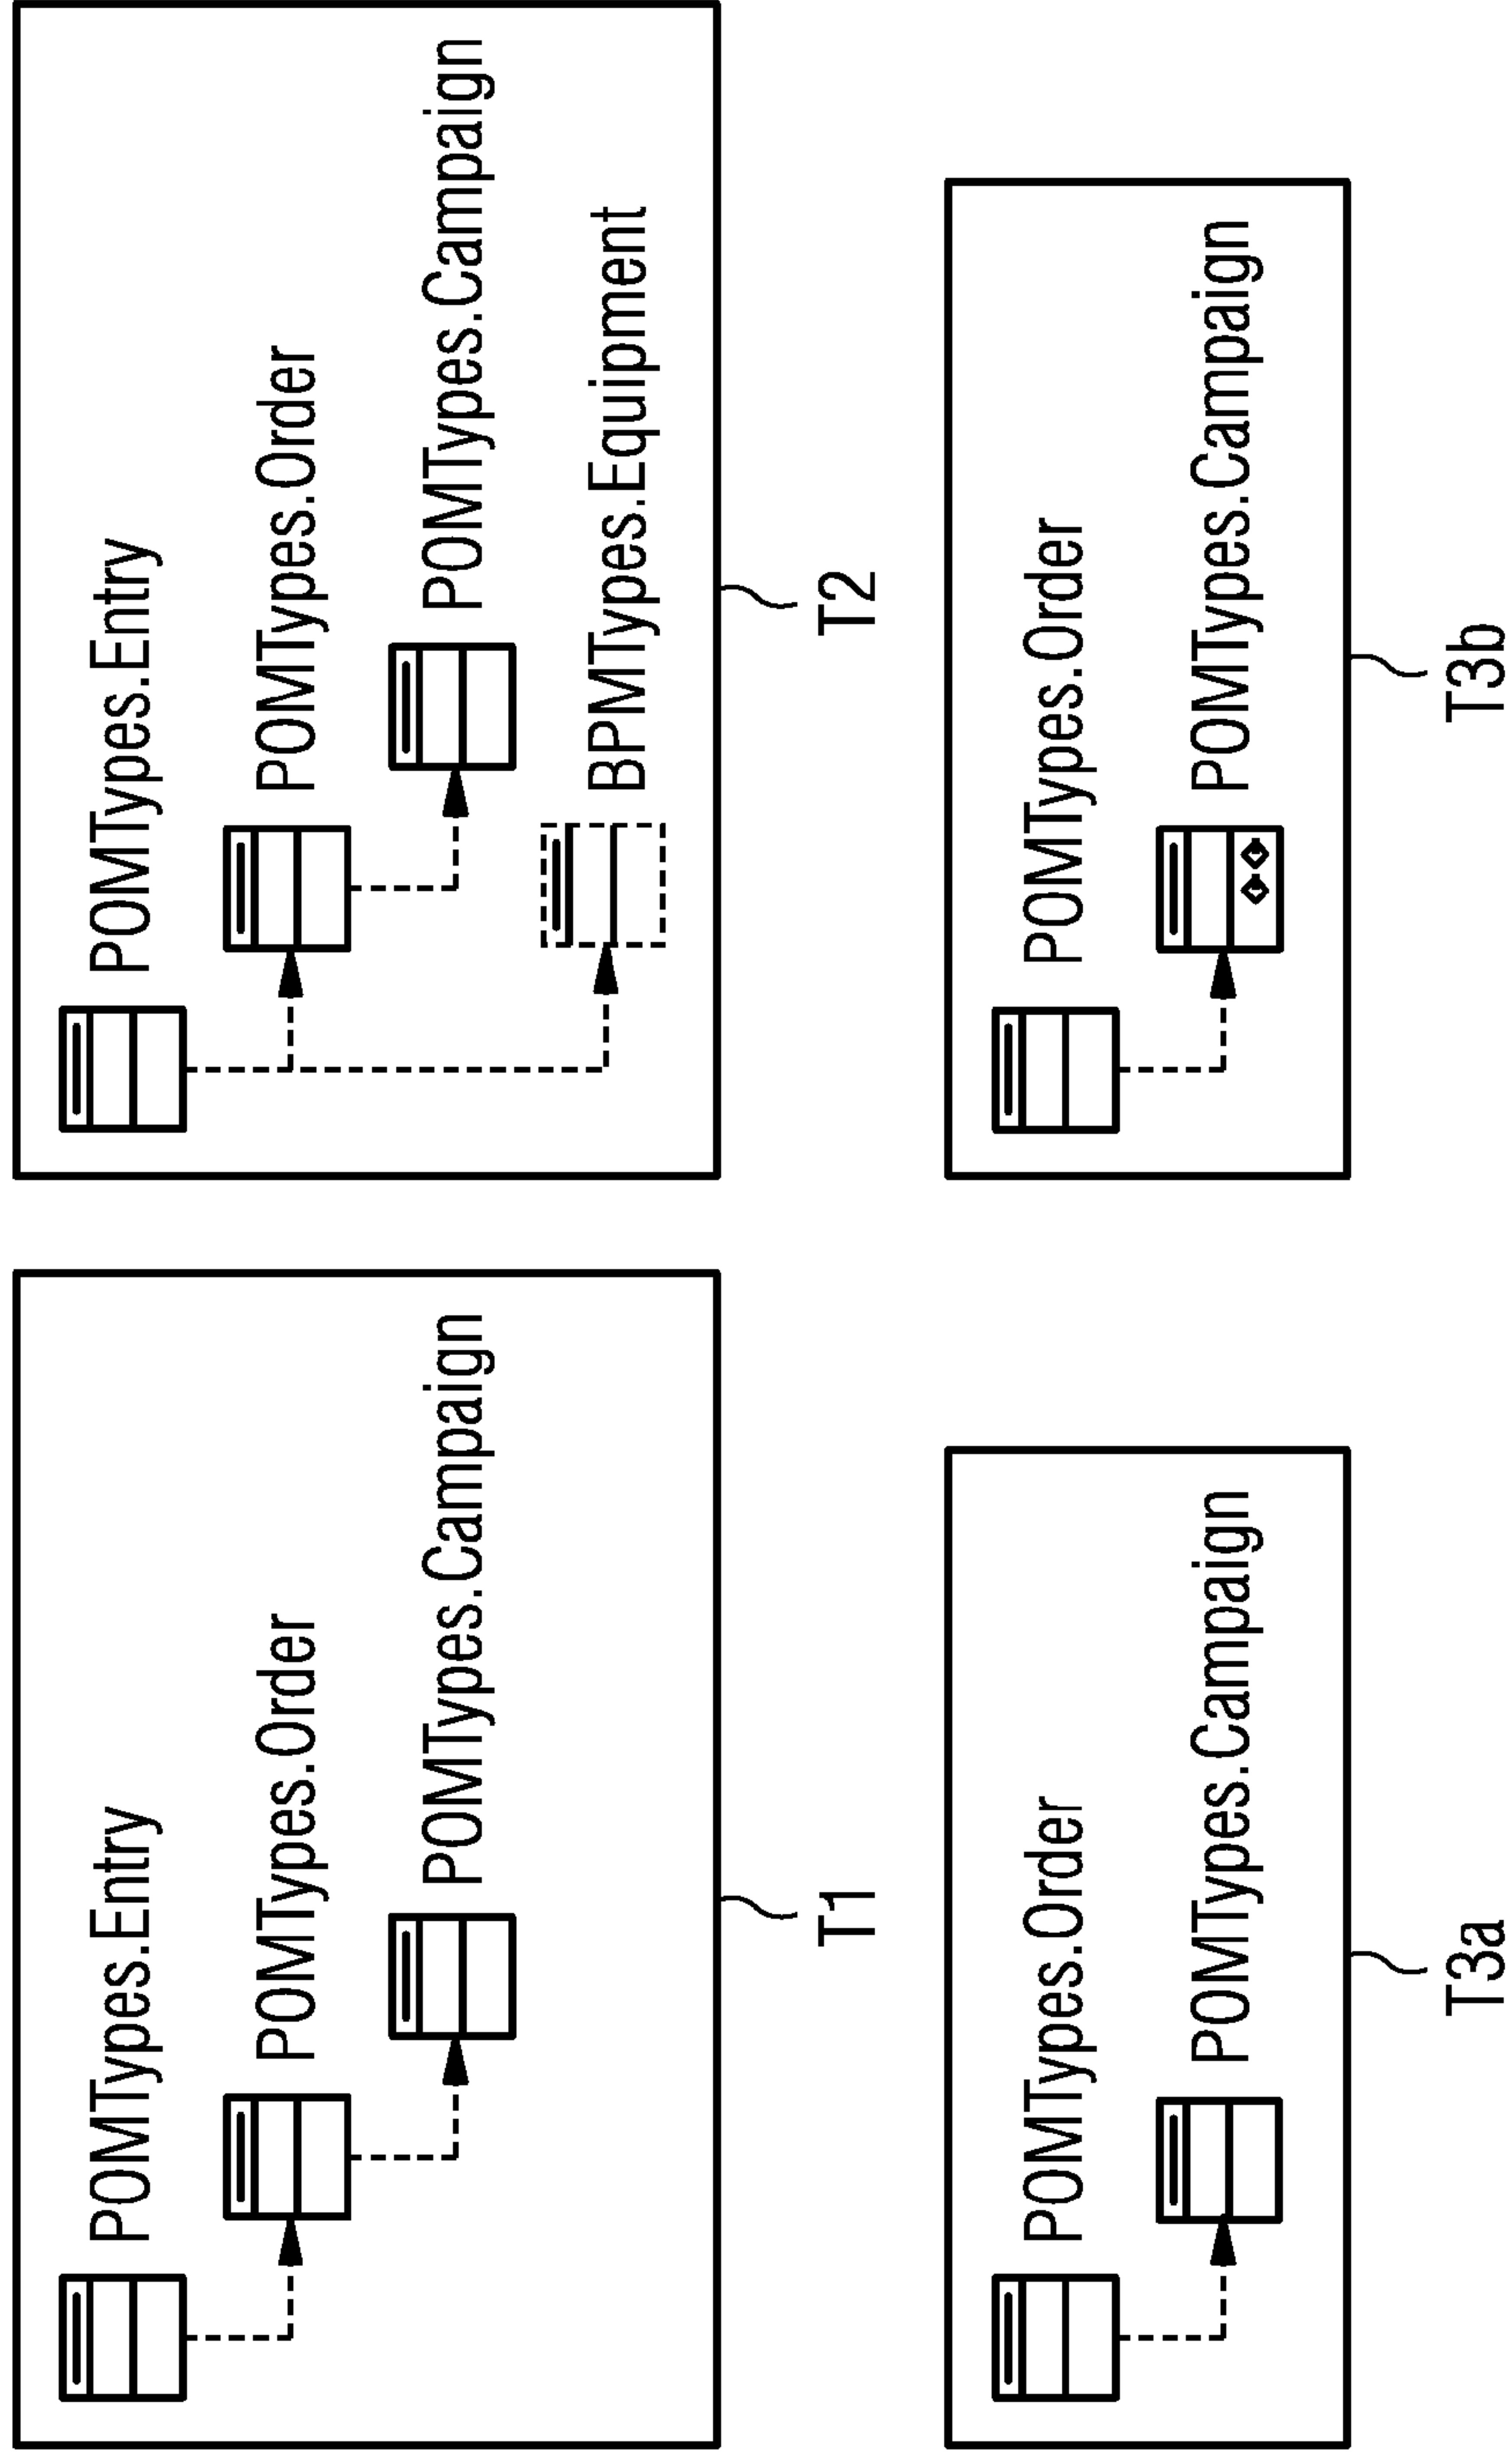 POMTypes.Entry
POMTypes.Order
POMTypes.Campaign
T1
POMTypes.Entry
POMTypes.Order
POMTypes.Campaign
BPMTypes.Equipment
T2
POMTypes.Order
POMTypes.Campaign
T3a
POMTypes.Order
POMTypes.Campaign
T3b